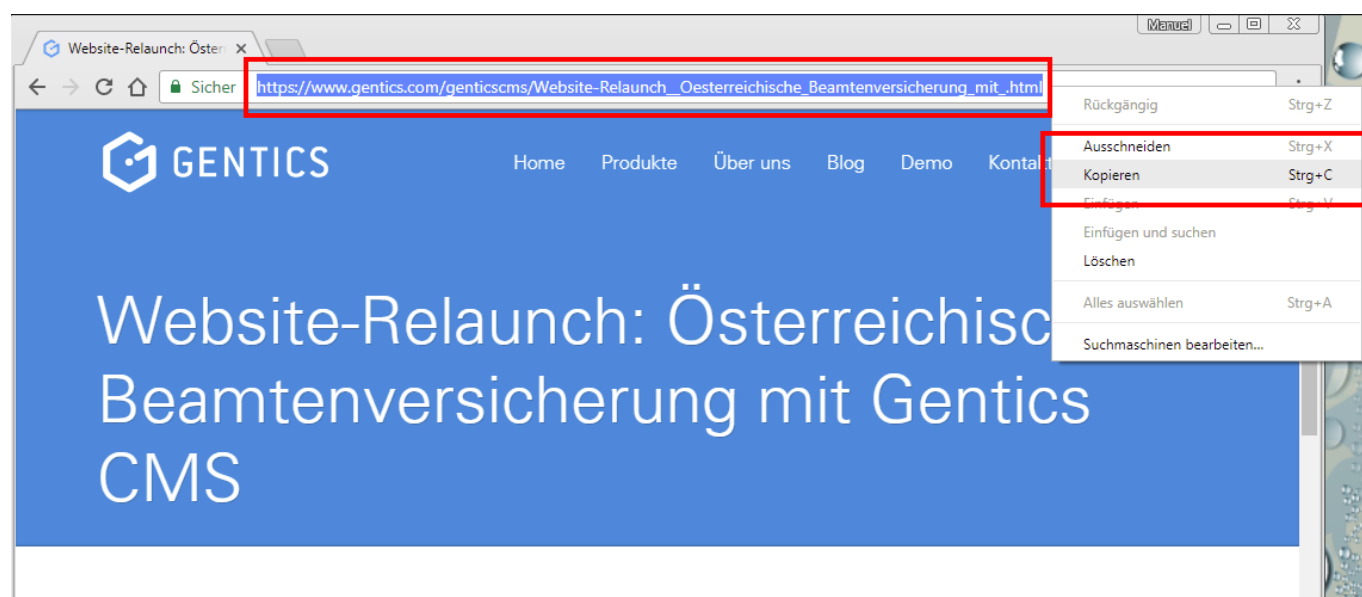 Manuel
Website-Relaunch: Öster
Sicher https://www.gentics.com/genticscms/Website-Relaunch__Oesterreichische_Beamtenversicherung_mit_.html
GENTICS
Home Produkte Über uns Blog Demo Kontakt
Rückgängig Strg+Z
Ausschneiden Strg+X
Kopieren Strg+C
Einfügen Strg+V
Einfügen und suchen
Löschen
Alles auswählen Strg+A
Suchmaschinen bearbeiten...
Website-Relaunch: Österreichisc
Beamtenversicherung mit Gentics
CMS